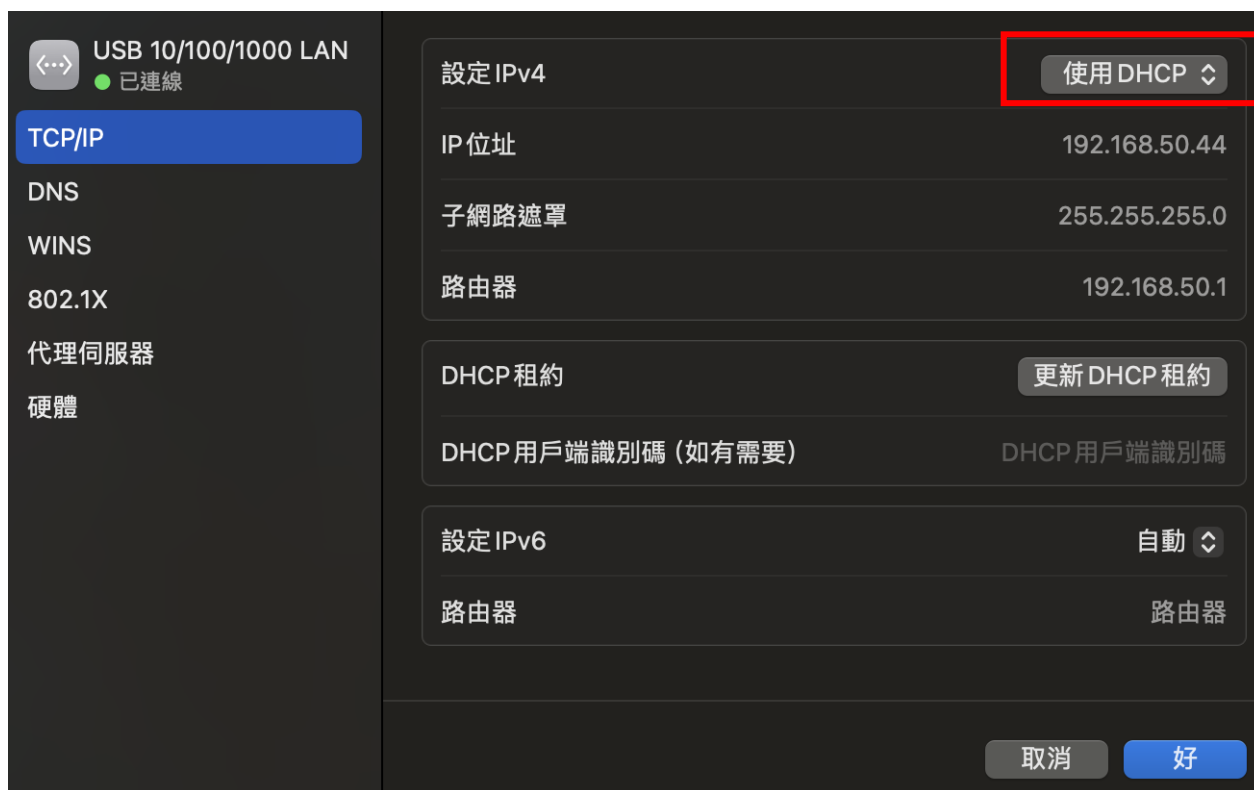 USB 10/100/1000 LAN
已連線
TCP/IP
DNS
WINS
802.1X
代理伺服器
硬體
設定IPv4
使用DHCP
IP位址
192.168.50.44
子網路遮罩
255.255.255.0
路由器
192.168.50.1
DHCP租約
更新DHCP租約
DHCP用戶端識別碼（如有需要）
DHCP用戶端識別碼
設定IPv6
自動
路由器
路由器
取消
好